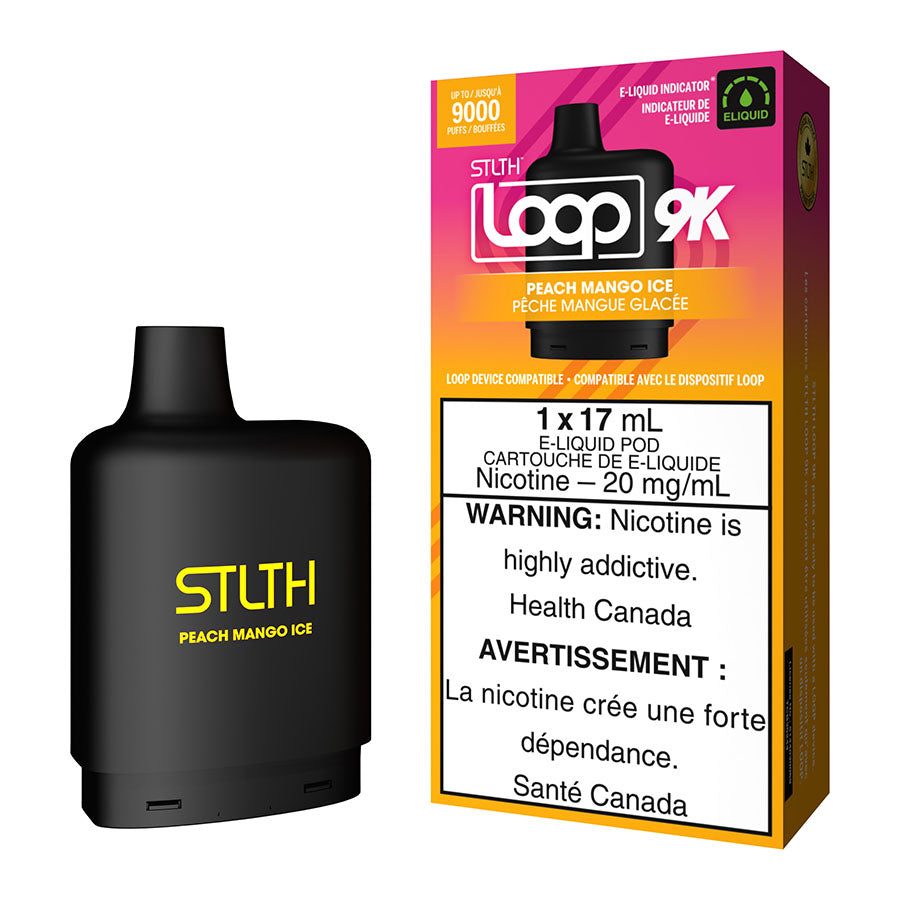 STLTH
PEACH MANGO ICE
UP TO / JUSQU'À
9000
PUFFS / BOUFFÉES
E-LIQUID INDICATOR*
INDICATEUR DE
E-LIQUIDE
ELIQUID
STLTH™
LOOP 9K
PEACH MANGO ICE
PÊCHE MANGUE GLACÉE
LOOP DEVICE COMPATIBLE • COMPATIBLE AVEC LE DISPOSITIF LOOP
1 x 17 mL
E-LIQUID POD
CARTOUCHE DE E-LIQUIDE
Nicotine – 20 mg/mL
WARNING: Nicotine is
highly addictive.
Health Canada
AVERTISSEMENT :
La nicotine crée une forte
dépendance.
Santé Canada
STLTH